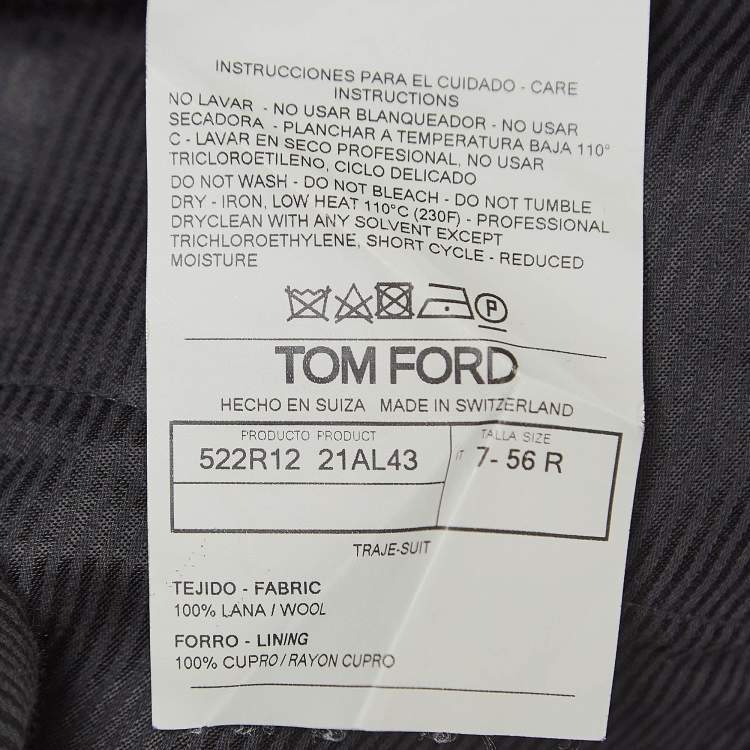 INSTRUCCIONES PARA EL CUIDADO - CARE
INSTRUCTIONS
NO LAVAR - NO USAR BLANQUEADOR - NO USAR
SECADORA - PLANCHAR A TEMPERATURA BAJA 110°
C - LAVAR EN SECO PROFESIONAL, NO USAR
TRICLOROETILENO, CICLO DELICADO
DO NOT WASH - DO NOT BLEACH - DO NOT TUMBLE
DRY - IRON, LOW HEAT 110°C (230F) - PROFESSIONAL
DRYCLEAN WITH ANY SOLVENT EXCEPT
TRICHLOROETHYLENE, SHORT CYCLE - REDUCED
MOISTURE
P
TOM FORD
HECHO EN SUIZA MADE IN SWITZERLAND
PRODUCTO PRODUCT
522R12 21AL43
TALLA SIZE
IT 7- 56 R
TRAJE-SUIT
TEJIDO - FABRIC
100% LANA / WOOL
FORRO - LINING
100% CUPRO / RAYON CUPRO